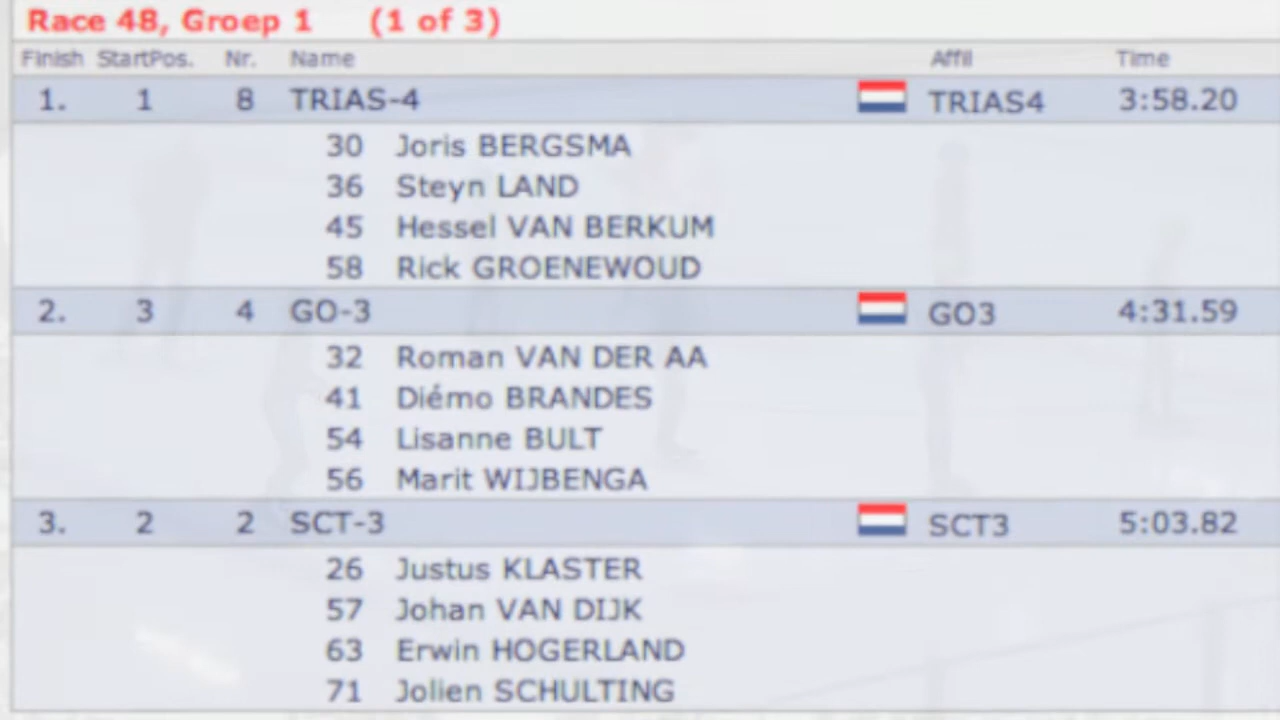 Race 48, Groep 1 (1 of 3)
Finish StartPos. Nr. Name Affil Time
1. 1 8 TRIAS-4 TRIAS4 3:58.20
30 Joris BERGSMA
36 Steyn LAND
45 Hessel VAN BERKUM
58 Rick GROENEWOUD
2. 3 4 GO-3 GO3 4:31.59
32 Roman VAN DER AA
41 Diémo BRANDES
54 Lisanne BULT
56 Marit WIJBENGA
3. 2 2 SCT-3 SCT3 5:03.82
26 Justus KLASTER
57 Johan VAN DIJK
63 Erwin HOGERLAND
71 Jolien SCHULTING